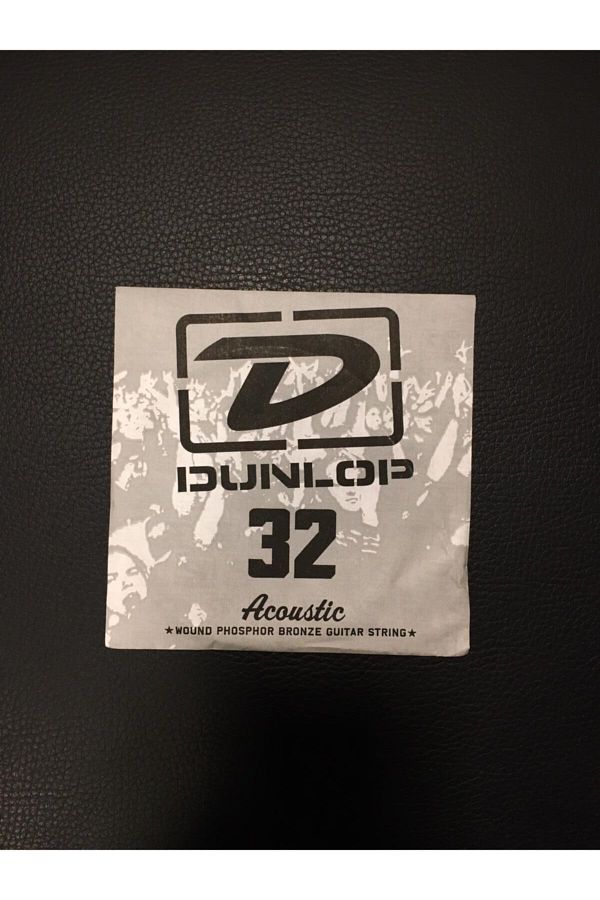 D
DUNLOP
32
Acoustic
★WOUND PHOSPHOR BRONZE GUITAR STRING★